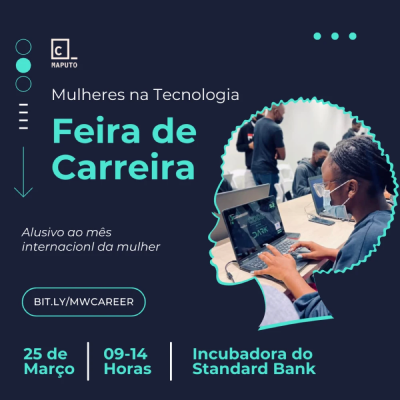 C_
MAPUTO
Mulheres na Tecnologia
Feira de
Carreira
Alusivo ao mês
internacionl da mulher
BIT.LY/MWCAREER
25 de
Março
09-14
Horas
Incubadora do
Standard Bank